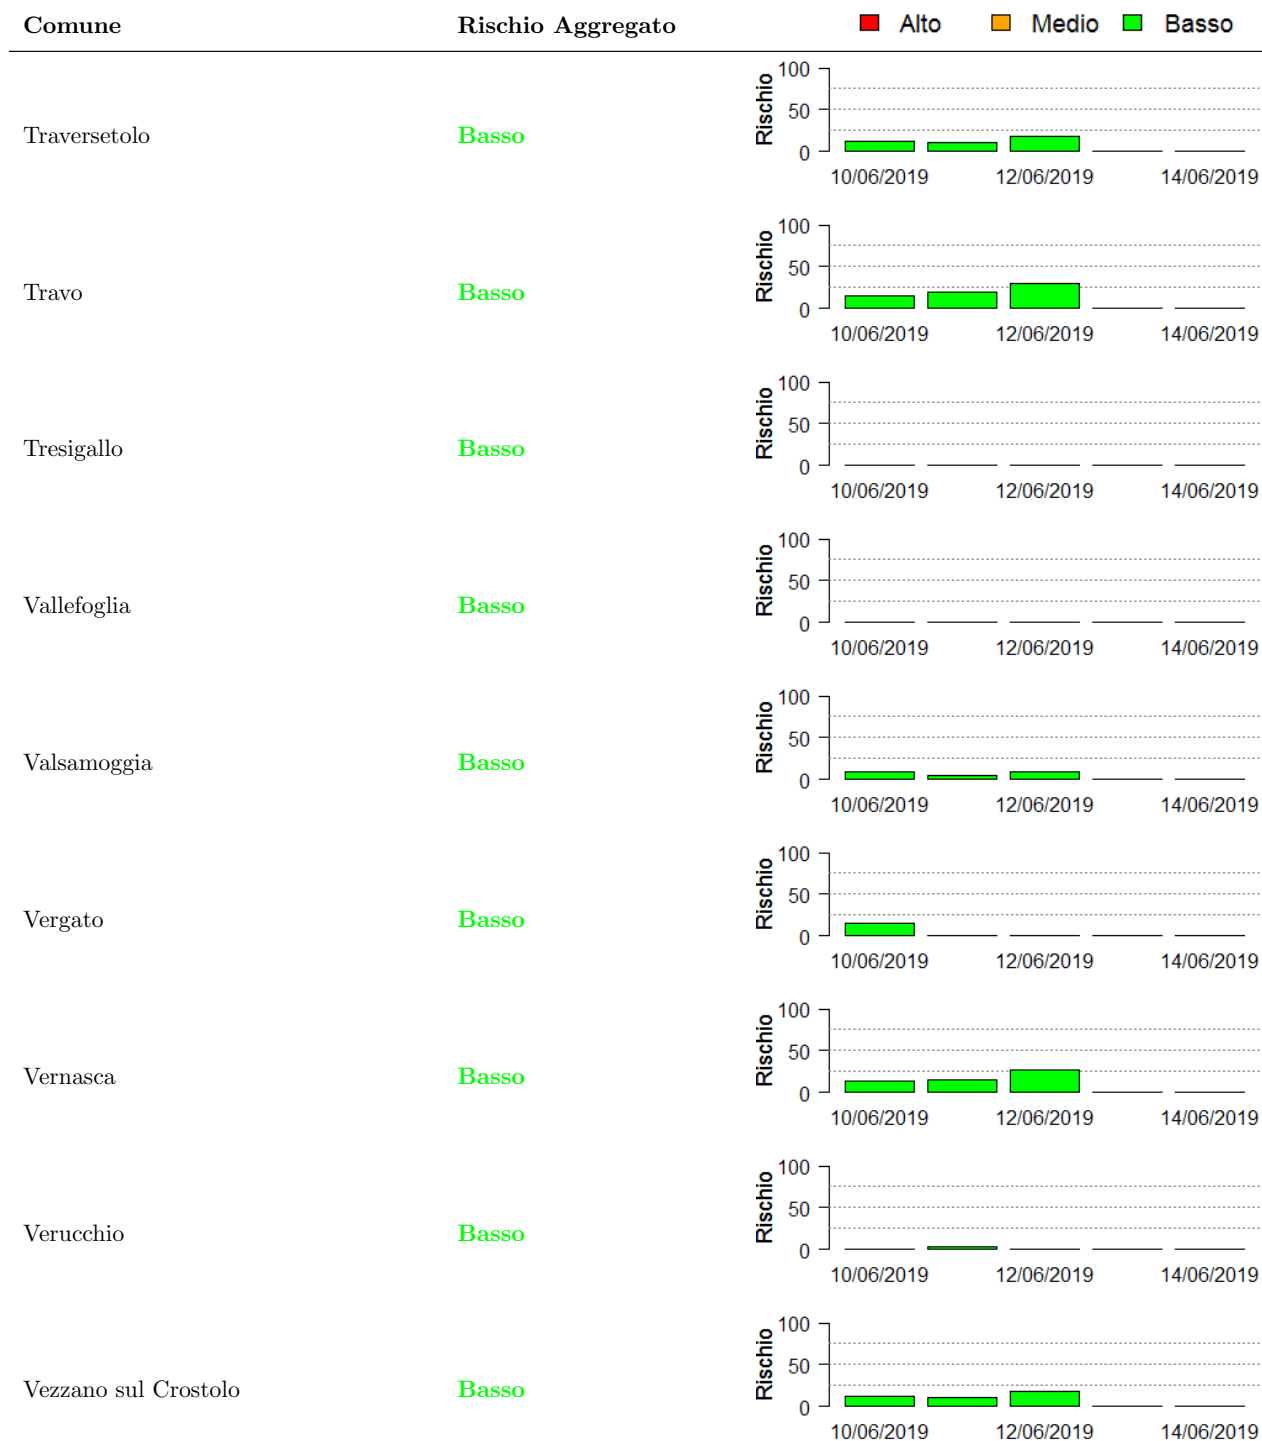 Comune Rischio Aggregato Alto Medio Basso
100
50
0
Rischio
Traversetolo Basso
10/06/2019 12/06/2019 14/06/2019
100
50
0
Rischio
Travo Basso
10/06/2019 12/06/2019 14/06/2019
100
50
0
Rischio
Tresigallo Basso
10/06/2019 12/06/2019 14/06/2019
100
50
0
Rischio
Vallefoglia Basso
10/06/2019 12/06/2019 14/06/2019
100
50
0
Rischio
Valsamoggia Basso
10/06/2019 12/06/2019 14/06/2019
100
50
0
Rischio
Vergato Basso
10/06/2019 12/06/2019 14/06/2019
100
50
0
Rischio
Vernasca Basso
10/06/2019 12/06/2019 14/06/2019
100
50
0
Rischio
Verucchio Basso
10/06/2019 12/06/2019 14/06/2019
100
50
0
Rischio
Vezzano sul Crostolo Basso
10/06/2019 12/06/2019 14/06/2019